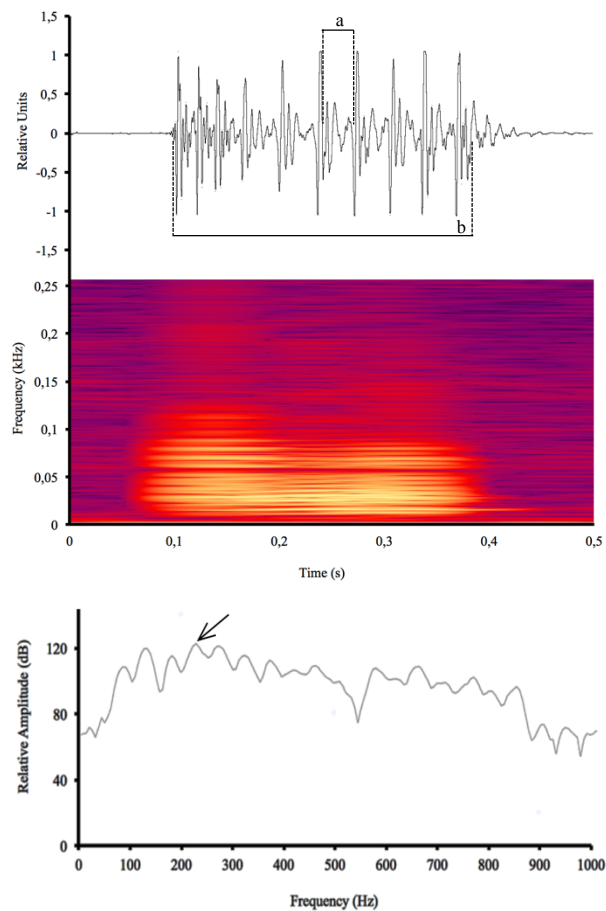 a
1,5
1
0,5
0
-0,5
-1
-1,5
Relative Units
b
0,25
0,2
0,15
0,1
0,05
0
Frequency (kHz)
0 0,1 0,2 0,3 0,4 0,5
Time (s)
120
80
40
0
Relative Amplitude (dB)
0 100 200 300 400 500 600 700 800 900 1000
Frequency (Hz)